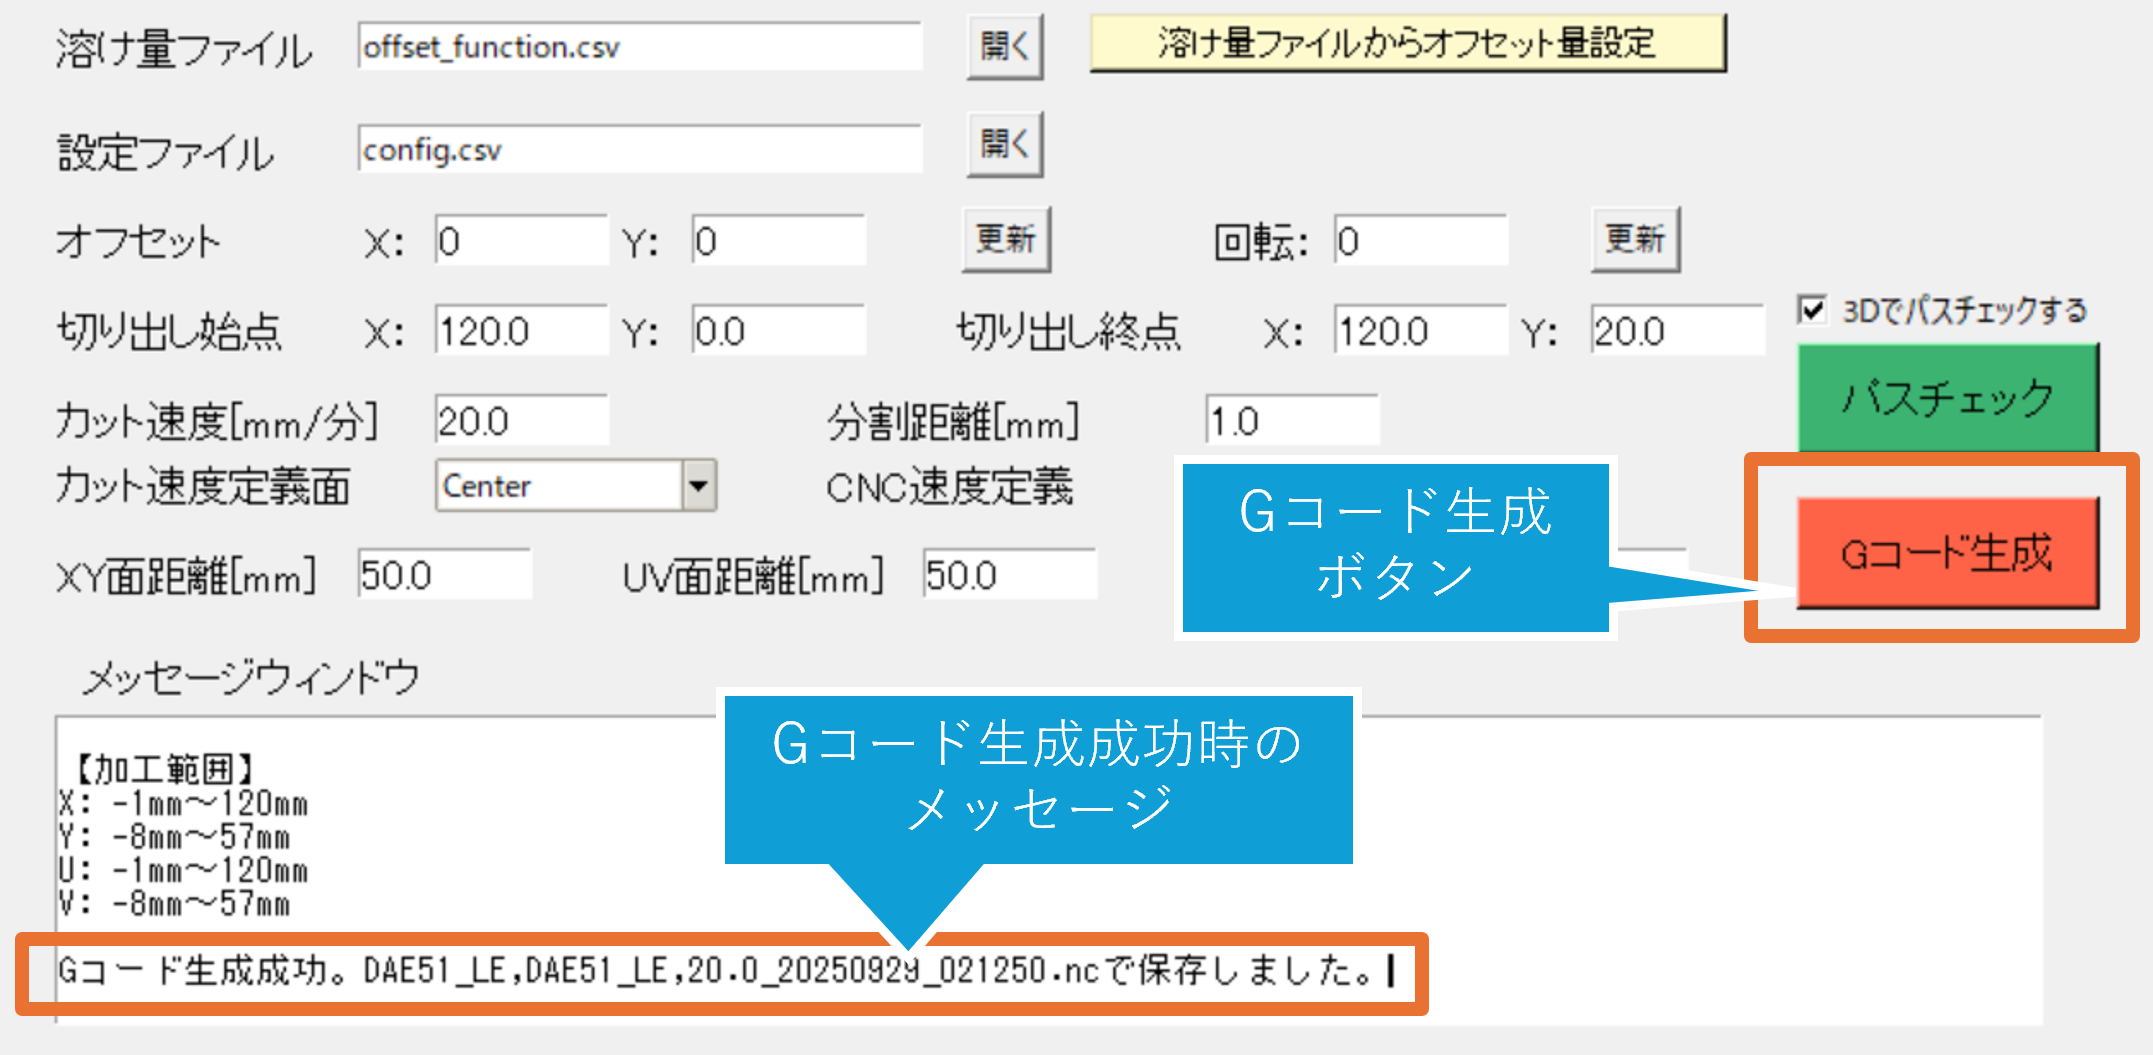 溶け量ファイル offset_function.csv 開く 溶け量ファイルからオフセット量設定
設定ファイル config.csv 開く
オフセット X: 0 Y: 0 更新 回転: 0 更新
切り出し始点 X: 120.0 Y: 0.0 切り出し終点 X: 120.0 Y: 20.0
3Dでパスチェックする
パスチェック
カット速度[mm/分] 20.0 分割距離[mm] 1.0
カット速度定義面 Center CNC速度定義
Gコード生成
ボタン
Gコード生成
XY面距離[mm] 50.0 UV面距離[mm] 50.0
メッセージウィンドウ
Gコード生成成功時の
メッセージ
【加工範囲】
X: -1mm～120mm
Y: -8mm～57mm
U: -1mm～120mm
V: -8mm～57mm
Gコード生成成功。DAE51_LE,DAE51_LE,20.0_20250929_021250.ncで保存しました。